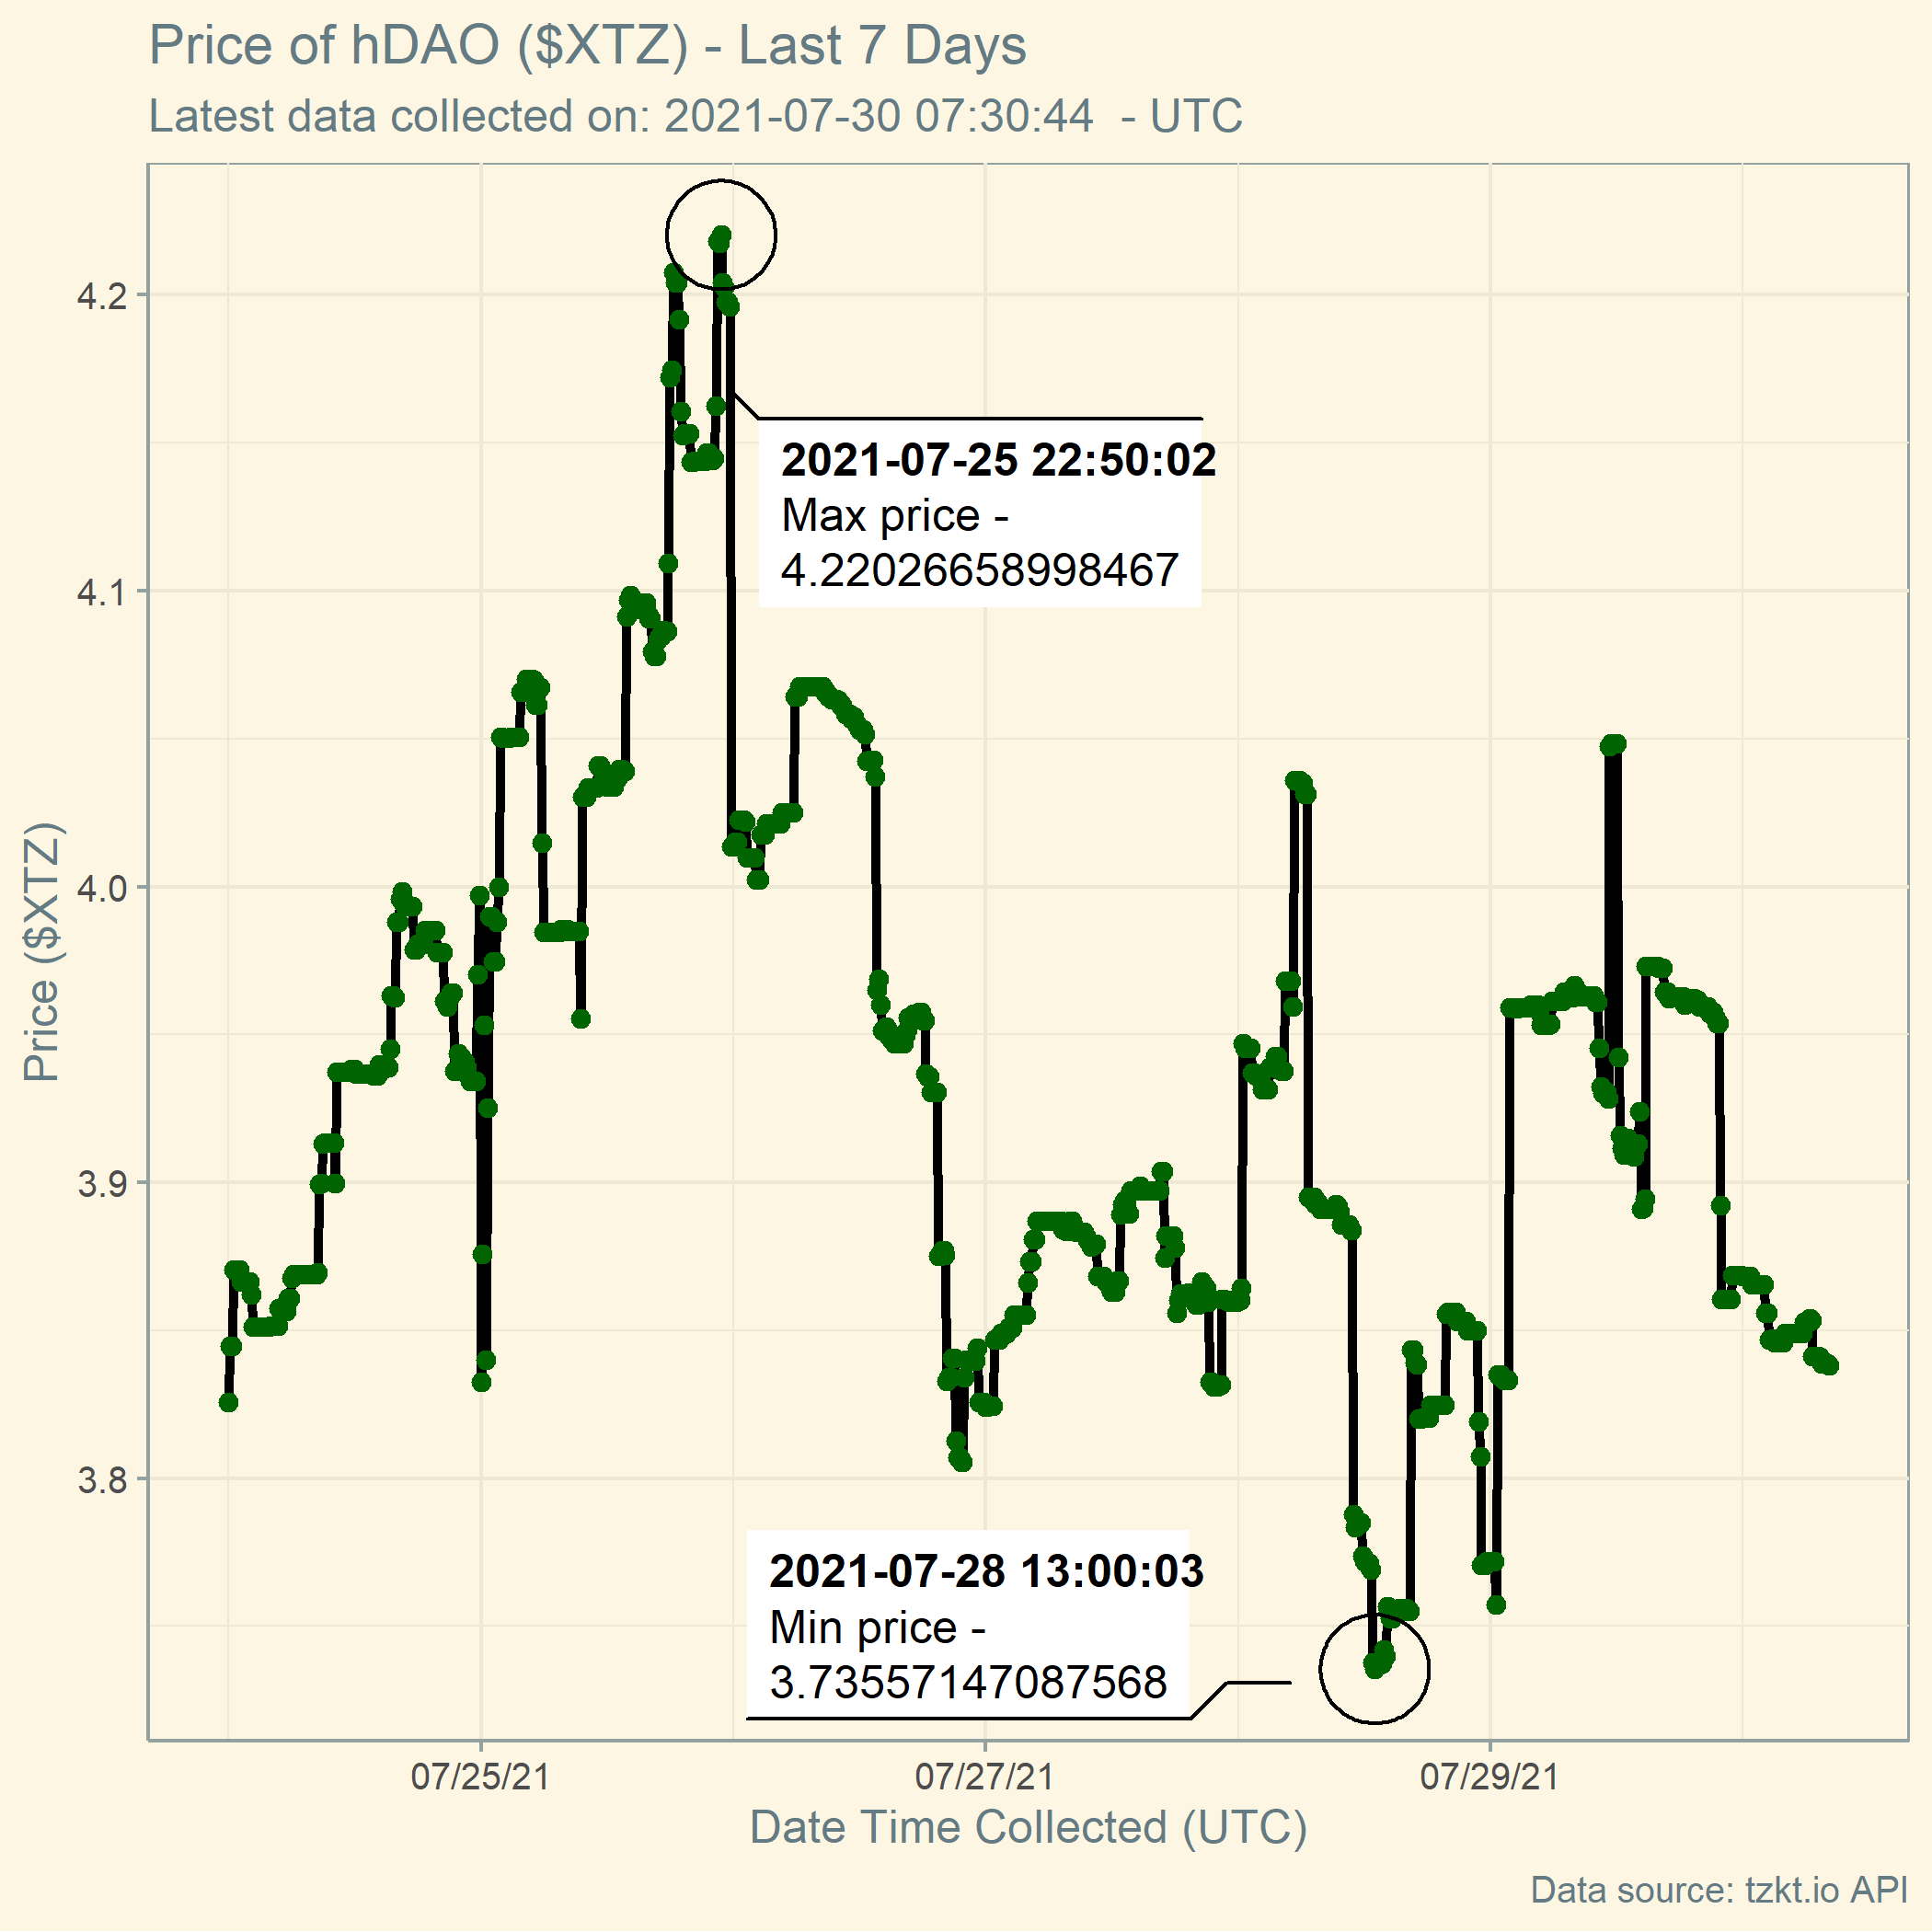 Price of hDAO ($XTZ) - Last 7 Days
Latest data collected on: 2021-07-30 07:30:44  - UTC
4.2
4.1
4.0
3.9
3.8
Price ($XTZ)
2021-07-25 22:50:02
Max price -
4.22026658998467
2021-07-28 13:00:03
Min price -
3.73557147087568
07/25/21
07/27/21
07/29/21
Date Time Collected (UTC)
Data source: tzkt.io API